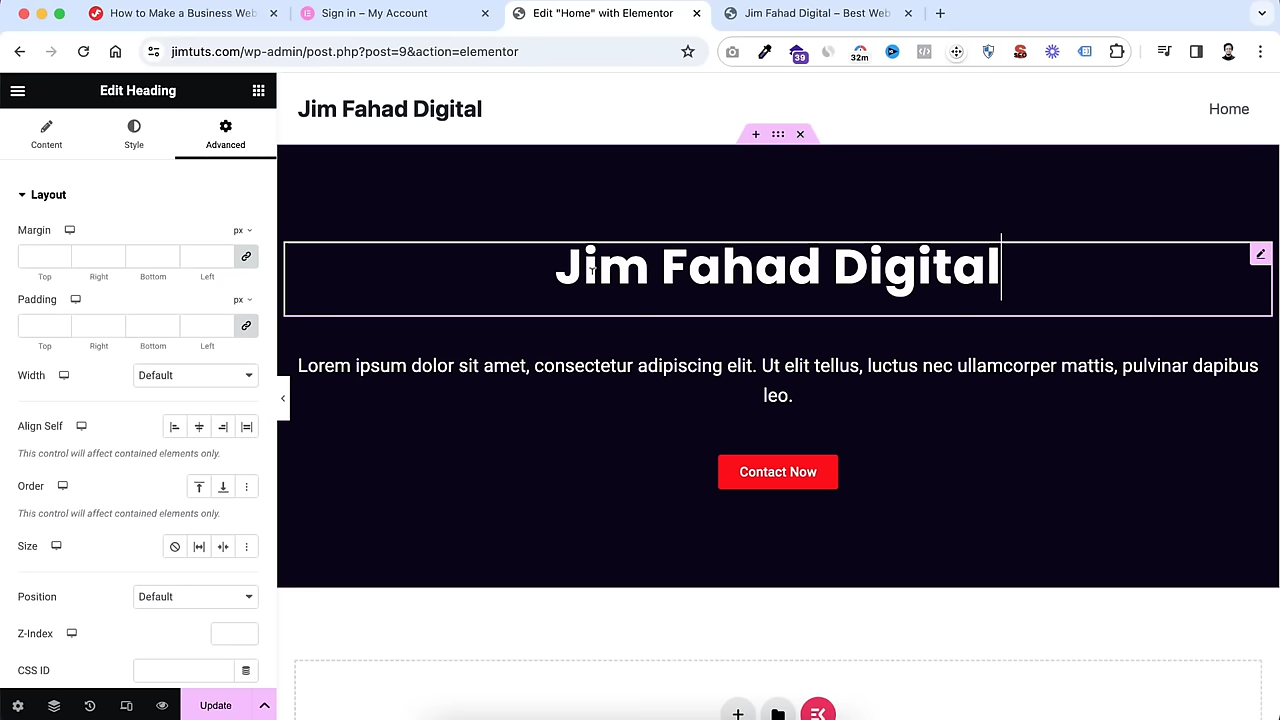 How to Make a Business Web
Sign in – My Account
Edit "Home" with Elementor
Jim Fahad Digital – Best Web
jimtuts.com/wp-admin/post.php?post=9&action=elementor
39
32m
Edit Heading
Content
Style
Advanced
Jim Fahad Digital
Home
Layout
Margin
px
Top Right Bottom Left
Padding
px
Top Right Bottom Left
Width
Default
Align Self
This control will affect contained elements only.
Order
This control will affect contained elements only.
Size
Position
Default
Z-Index
CSS ID
Update
Jim Fahad Digital
Lorem ipsum dolor sit amet, consectetur adipiscing elit. Ut elit tellus, luctus nec ullamcorper mattis, pulvinar dapibus
leo.
Contact Now